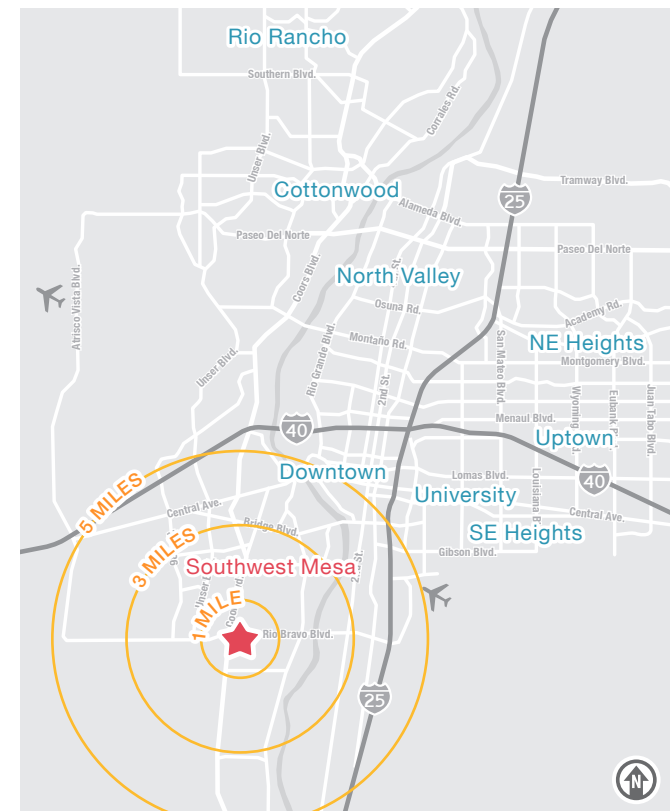 Rio Rancho
Southern Blvd.
Corrales Rd.
Unser Blvd.
Cottonwood
Tramway Blvd.
25
Alameda Blvd.
Paseo Del Norte
Paseo Del Norte
Coors Blvd.
North Valley
St.
Atrisco Vista Blvd.
Osuna Rd.
Academy Rd.
Montaño Rd.
NE Heights
San Mateo Blvd.
Montgomery Blvd.
Unser Blvd.
Rio Grande Blvd.
2nd St.
Juan Tabo Blvd.
Eubank
Wyoming
Menaul Blvd.
40
Uptown
Downtown
Lomas Blvd.
40
University
Louisiana B
5 MILES
Central Ave.
Central Ave.
Bridge Blvd.
SE Heights
3 MILES
Gibson Blvd.
Southwest Mesa
2nd St.
Unser
1 MILE
Rio Bravo Blvd.
25
N